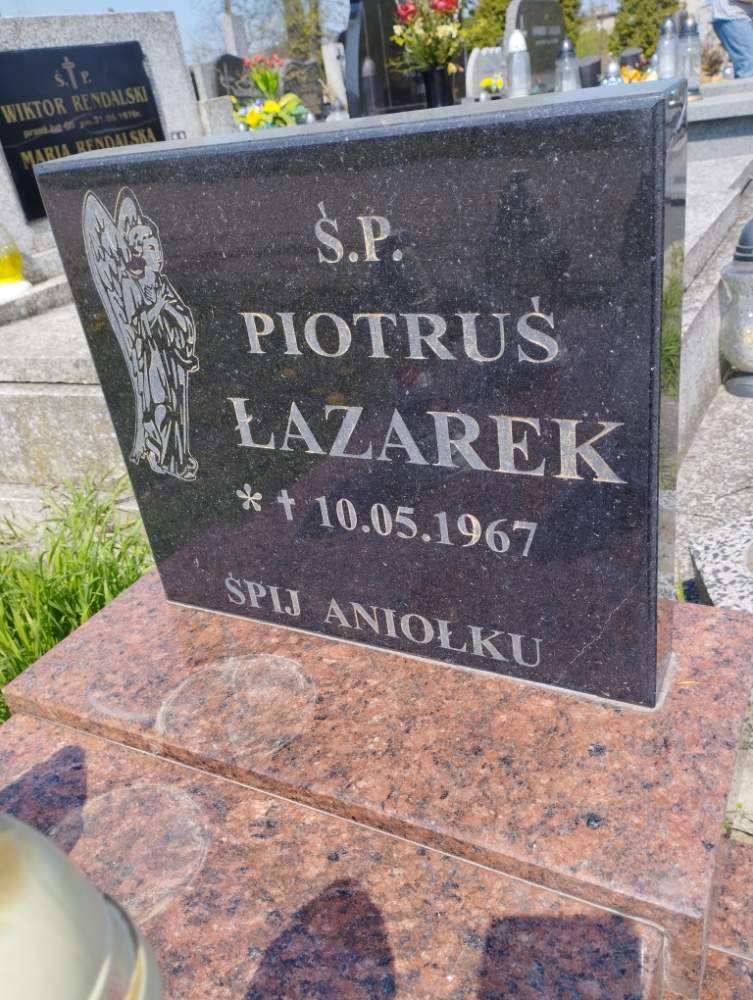 Ś.P.
WIKTOR RENDALSKI
MARIA RENDALSKA
Ś.P.
PIOTRUŚ
ŁAZAREK
* † 10.05.1967
ŚPIJ ANIOŁKU